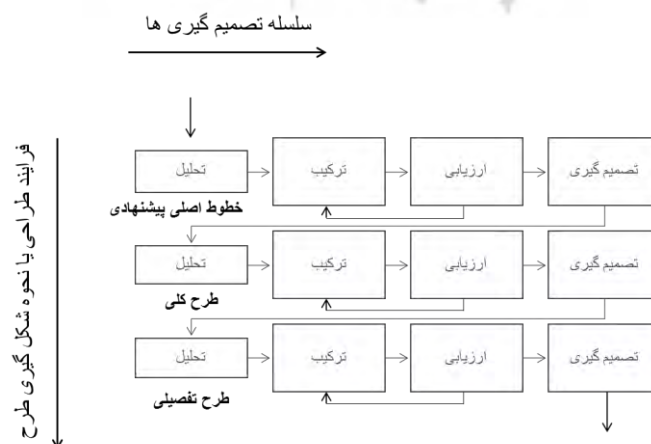 سلسله تصمیم گیری ها
فرایند طراحی یا نحوه شکل گیری طرح
تحلیل
ترکیب
ارزیابی
تصمیم گیری
خطوط اصلی پیشنهادی
تحلیل
ترکیب
ارزیابی
تصمیم گیری
طرح کلی
تحلیل
ترکیب
ارزیابی
تصمیم گیری
طرح تفصیلی